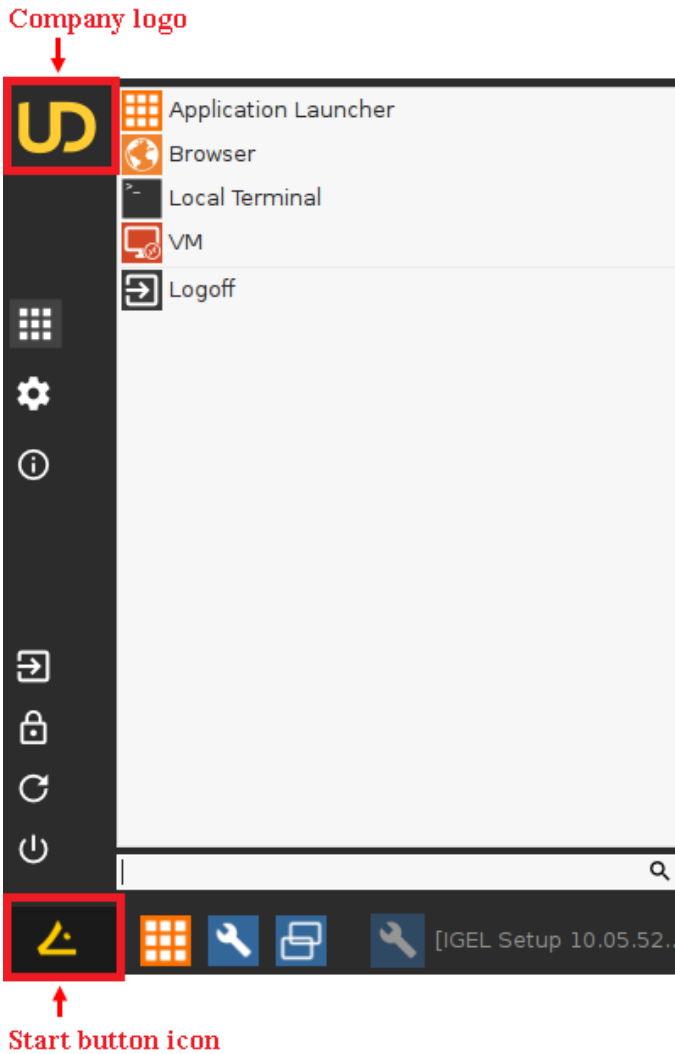 Company logo
UD
Application Launcher
Browser
>_
Local Terminal
VM
Logoff
[IGEL Setup 10.05.52..
Start button icon